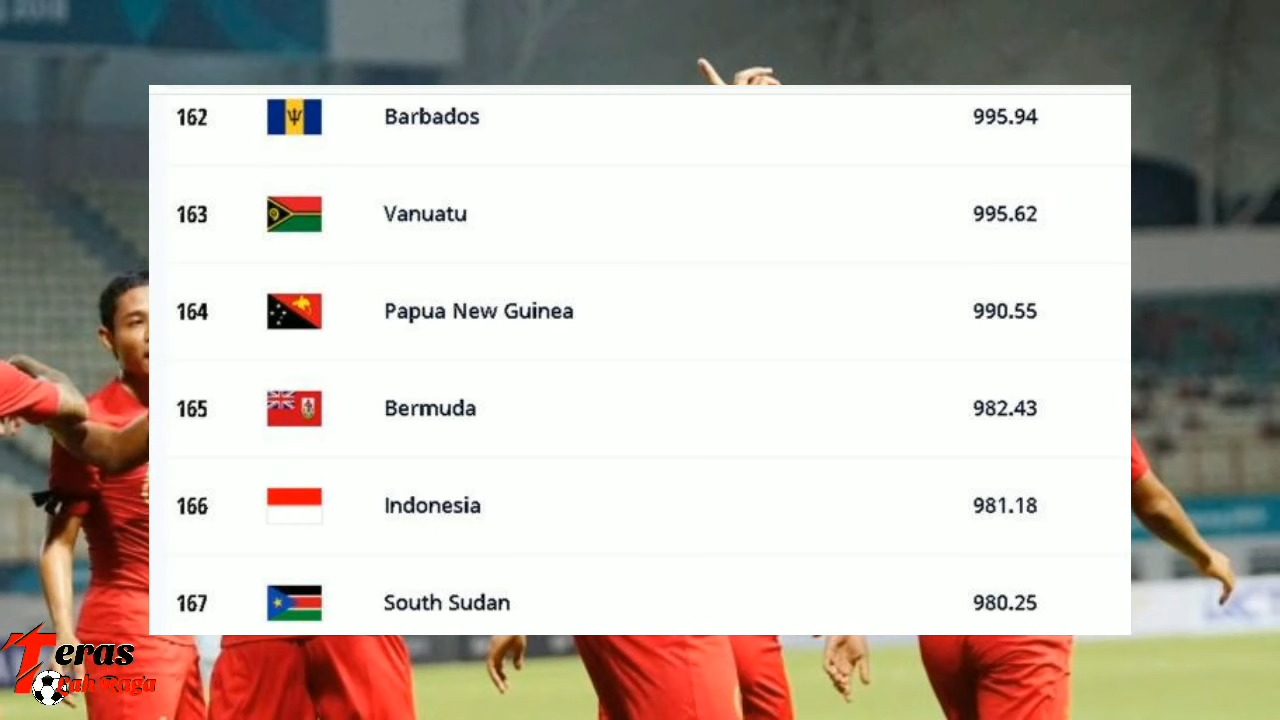 2018
162 Barbados 995.94
163 Vanuatu 995.62
164 Papua New Guinea 990.55
165 Bermuda 982.43
166 Indonesia 981.18
167 South Sudan 980.25
Teras